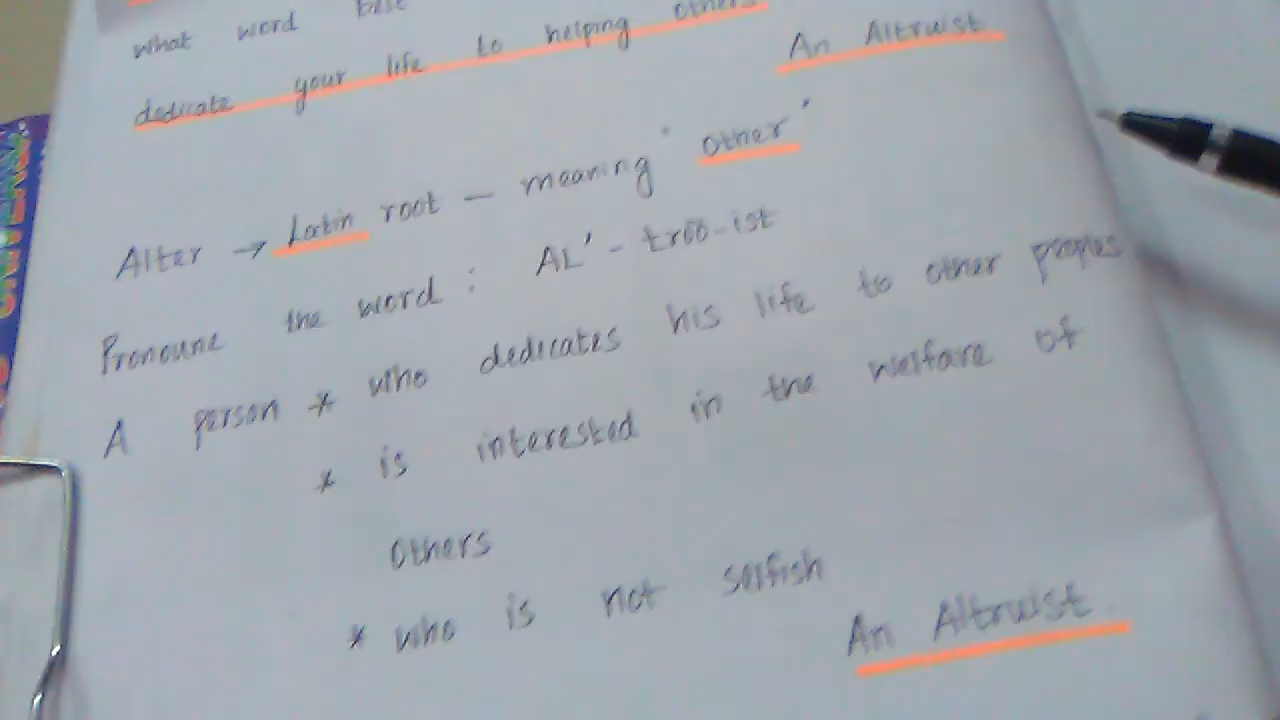 what word best
dedicate your life to helping others
An Altruist
Alter → Latin root — meaning 'other'
Pronounc the word : AL' - trōō-ist
A person * who dedicates his life to other peoples
* is interested in the welfare of
others
* who is not selfish
An Altruist.